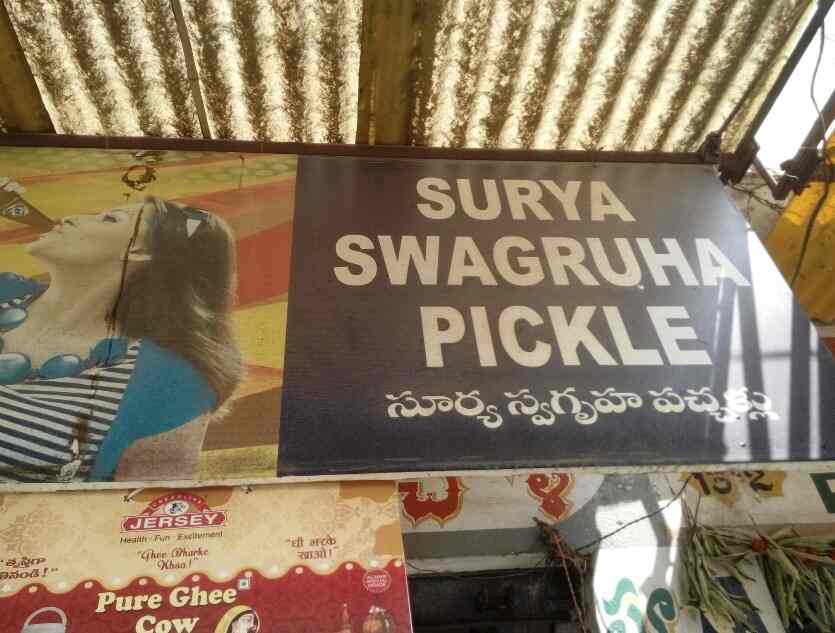 SURYA
SWAGRUHA
PICKLE
సూర్య స్వగృహ పచ్చళ్లు
JERSEY
Health - Fun - Excitement
"Ghee Bharke
Khao!"
"घी भरके
खाओ!"
Pure Ghee
Cow